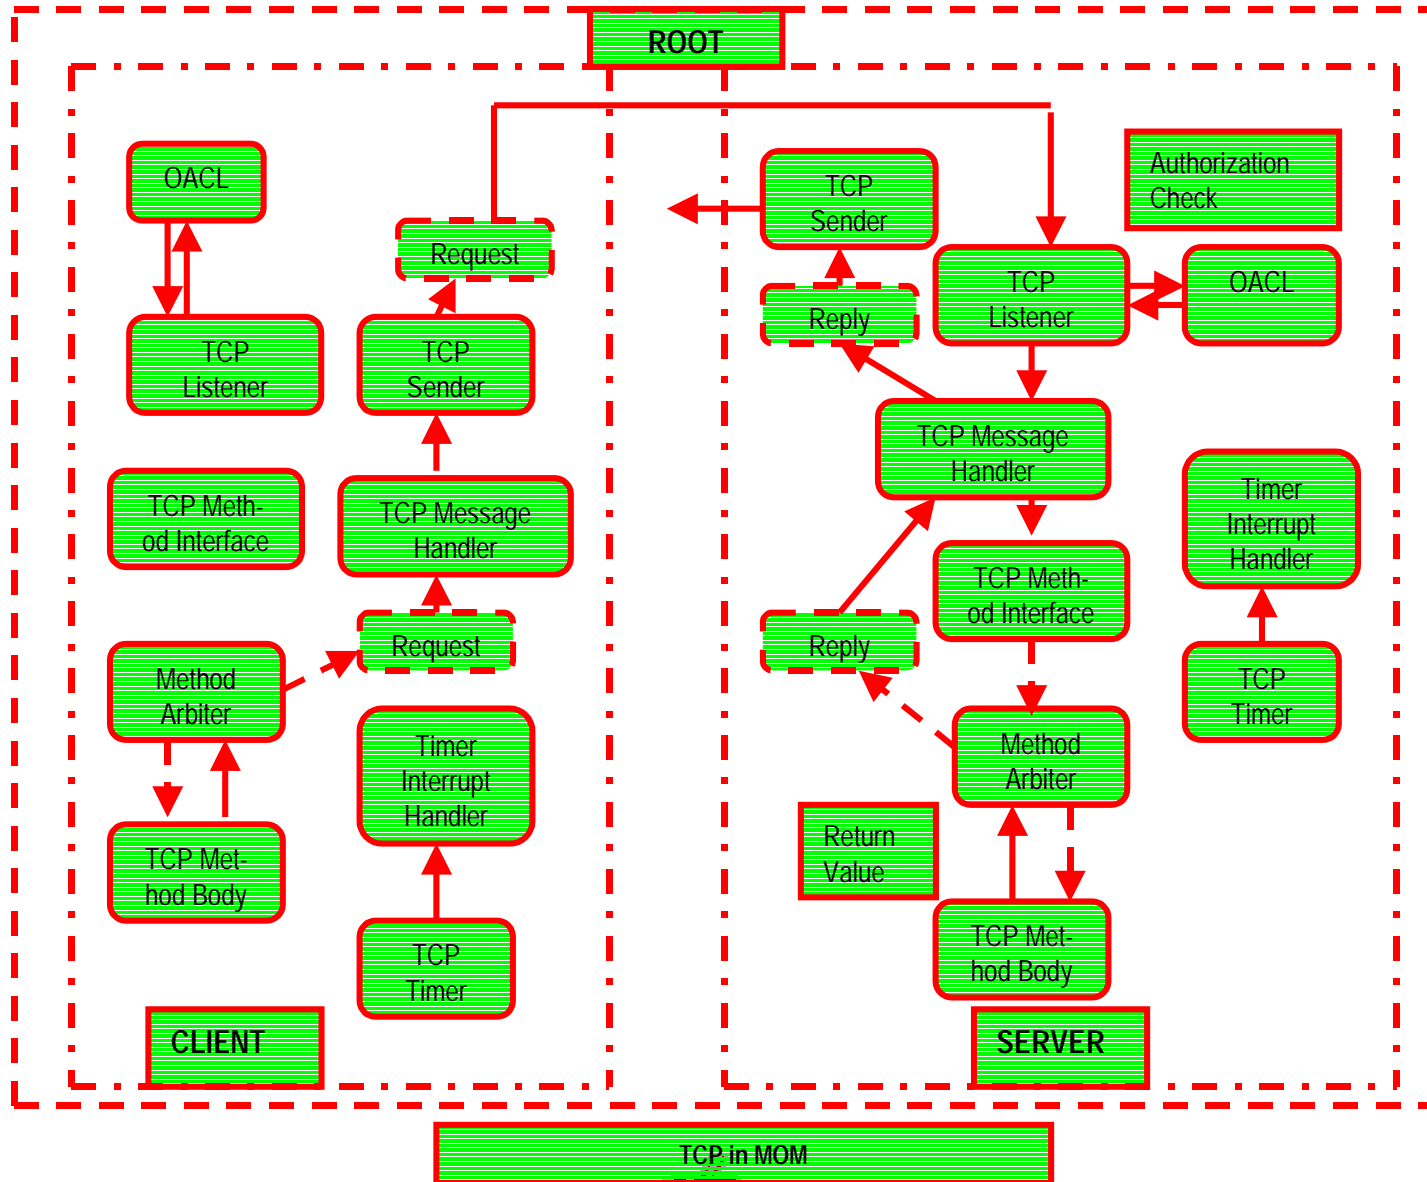 ROOT
OACL
Request
TCP
Listener
TCP
Sender
TCP Meth-
od Interface
TCP Message
Handler
Request
Method
Arbiter
Timer
Interrupt
Handler
TCP Met-
hod Body
TCP
Timer
CLIENT
TCP
Sender
Authorization
Check
Reply
TCP
Listener
OACL
TCP Message
Handler
Timer
Interrupt
Handler
TCP Meth-
od Interface
Reply
TCP
Timer
Method
Arbiter
Return
Value
TCP Met-
hod Body
SERVER
TCP in MOM